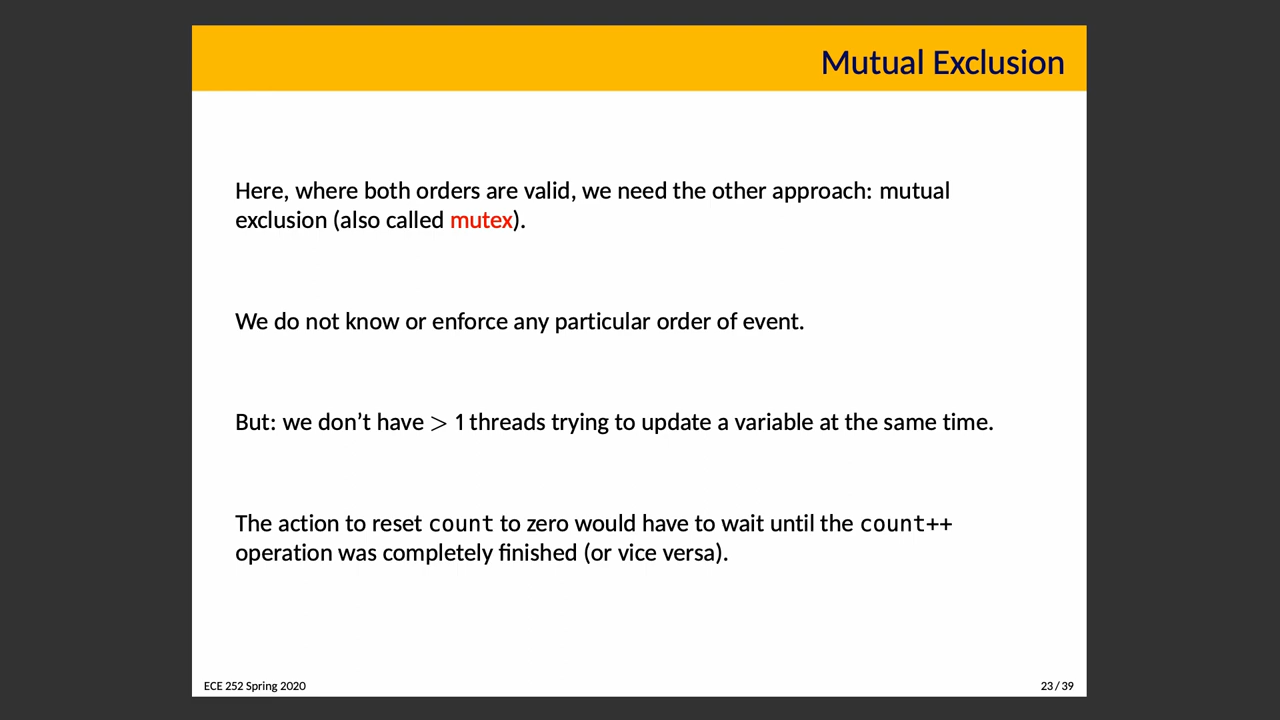 Mutual Exclusion
Here, where both orders are valid, we need the other approach: mutual
exclusion (also called mutex).
We do not know or enforce any particular order of event.
But: we don’t have > 1 threads trying to update a variable at the same time.
The action to reset count to zero would have to wait until the count++
operation was completely finished (or vice versa).
ECE 252 Spring 2020
23 / 39